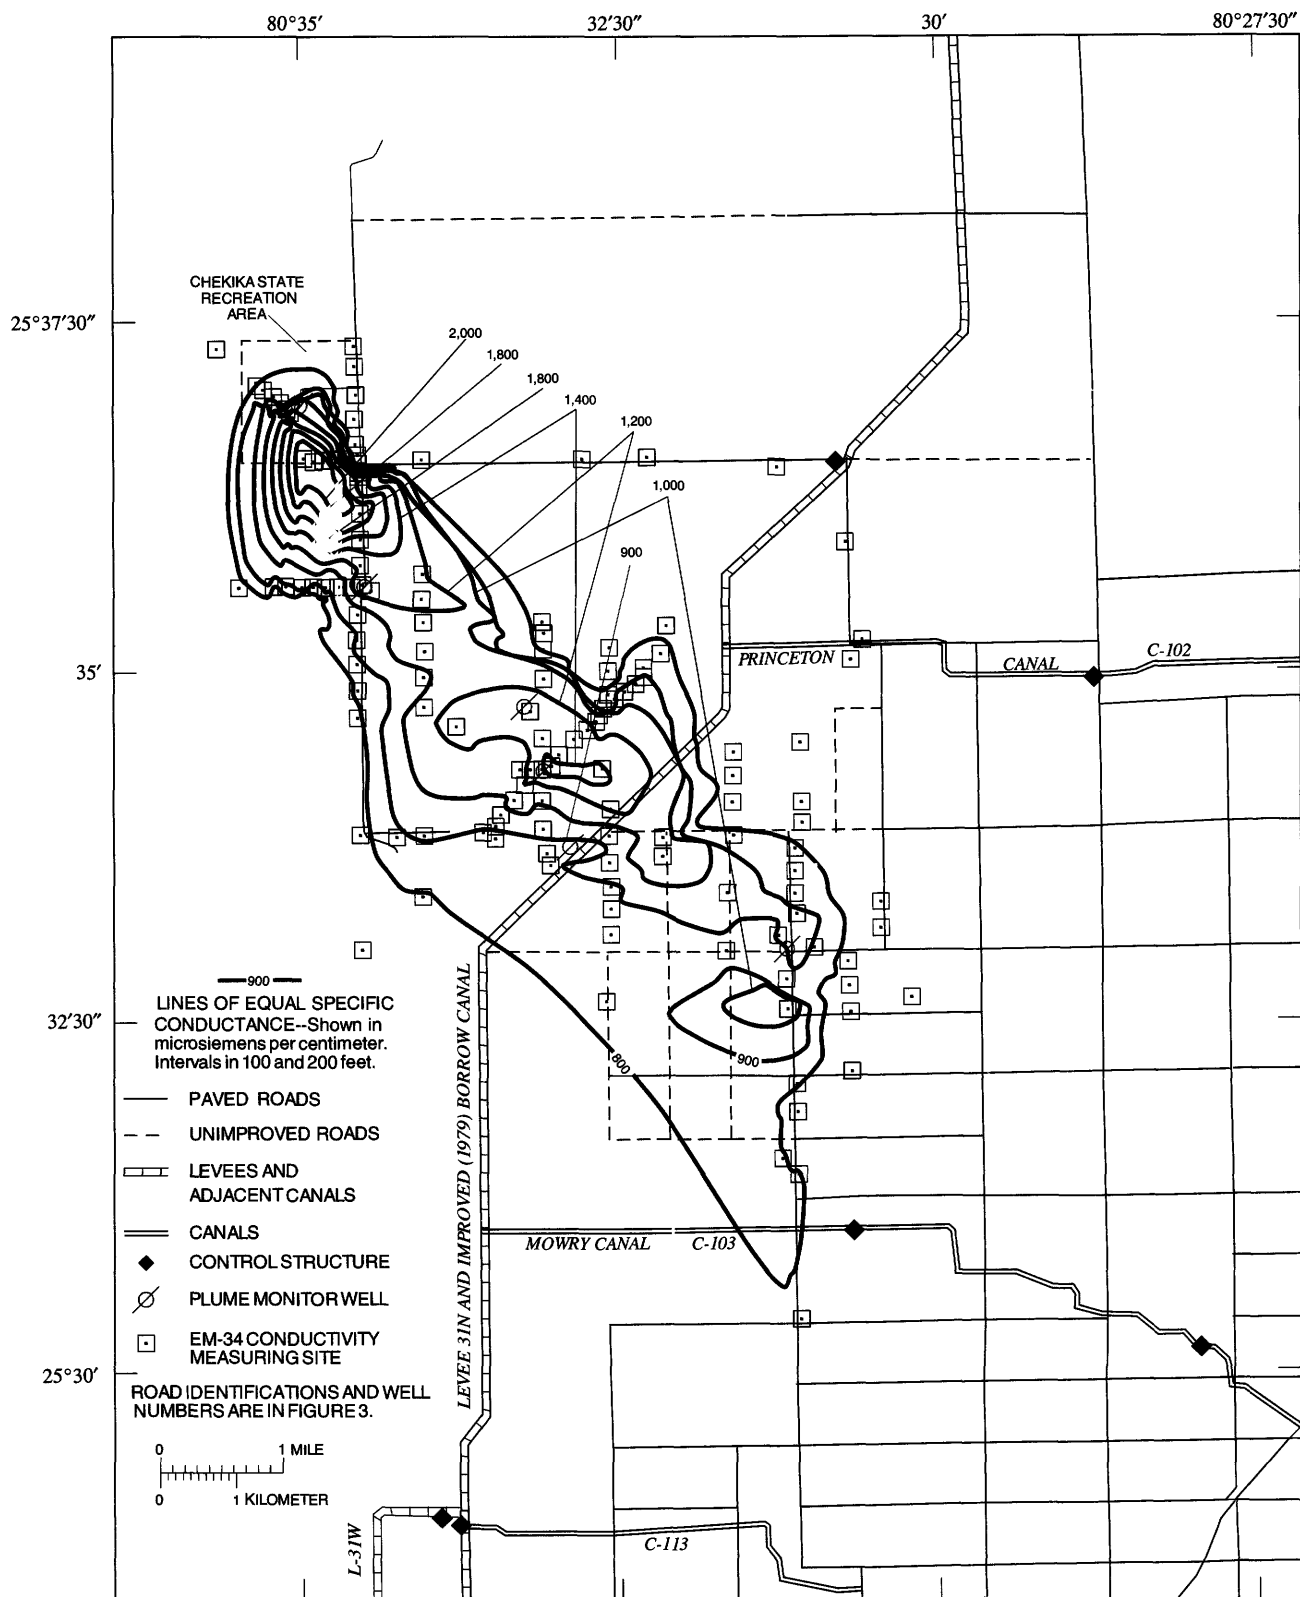 80°35′
32′30″
30′
80°27′30″
CHEKIKA STATE
RECREATION
AREA
25°37′30″
2,000
1,800
1,800
1,400
1,200
1,000
900
35′
PRINCETON
CANAL
C-102
900
LINES OF EQUAL SPECIFIC
CONDUCTANCE--Shown in
microsiemens per centimeter.
Intervals in 100 and 200 feet.
32′30″
800
900
PAVED ROADS
UNIMPROVED ROADS
LEVEES AND
ADJACENT CANALS
CANALS
CONTROL STRUCTURE
PLUME MONITOR WELL
EM-34 CONDUCTIVITY
MEASURING SITE
LEVEE 31N AND IMPROVED (1979) BORROW CANAL
MOWRY CANAL
C-103
25°30′
ROAD IDENTIFICATIONS AND WELL
NUMBERS ARE IN FIGURE 3.
0 1 MILE
0 1 KILOMETER
L-31W
C-113